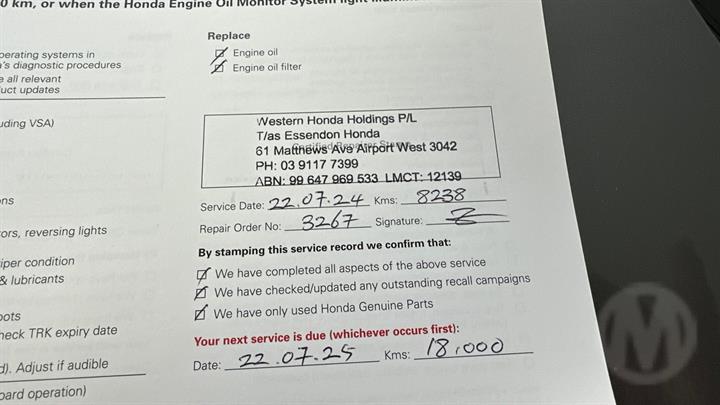 0 km, or when the Honda Engine Oil Monitor System light
perating systems in
's diagnostic procedures
e all relevant
uct updates
uding VSA)
ns
ors, reversing lights
iper condition
& lubricants
oots
heck TRK expiry date
d). Adjust if audible
oard operation)
Replace
Engine oil
Engine oil filter
Western Honda Holdings P/L
T/as Essendon Honda
61 Matthews Ave Airport West 3042
PH: 03 9117 7399
ABN: 99 647 969 533 LMCT: 12139
Service Date: 22.07.24 Kms: 8238
Repair Order No: 3267 Signature:
By stamping this service record we confirm that:
We have completed all aspects of the above service
We have checked/updated any outstanding recall campaigns
We have only used Honda Genuine Parts
Your next service is due (whichever occurs first):
Date: 22.07.25 Kms: 18,000
M